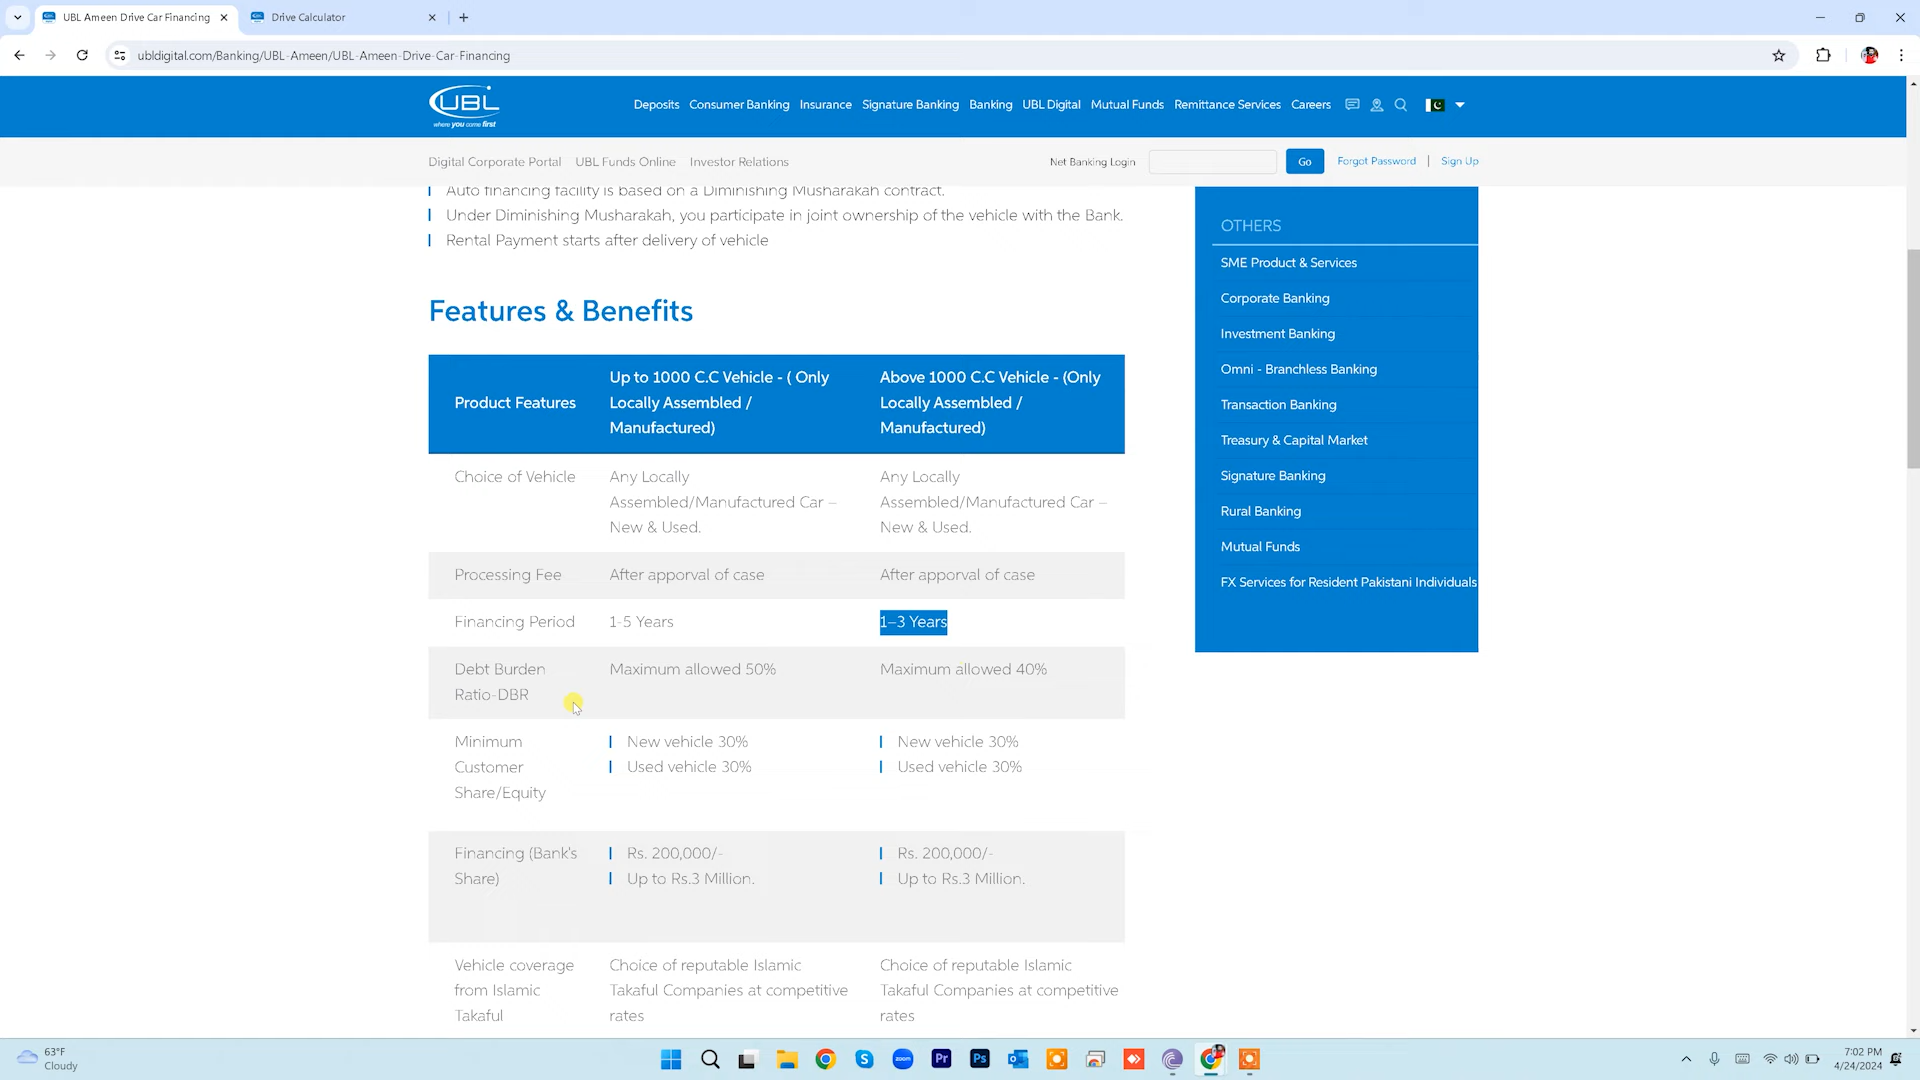 UBL Ameen Drive Car Financing
Drive Calculator
ubldigital.com/Banking/UBL-Ameen/UBL-Ameen-Drive-Car-Financing
UBL
where you come first
Deposits Consumer Banking Insurance Signature Banking Banking UBL Digital Mutual Funds Remittance Services Careers
Digital Corporate Portal UBL Funds Online Investor Relations
Net Banking Login Go Forgot Password | Sign Up
Auto financing facility is based on a Diminishing Musharakah contract.
Under Diminishing Musharakah, you participate in joint ownership of the vehicle with the Bank.
Rental Payment starts after delivery of vehicle
Features & Benefits
Product Features
Up to 1000 C.C Vehicle - ( Only
Locally Assembled /
Manufactured)
Above 1000 C.C Vehicle - (Only
Locally Assembled /
Manufactured)
Choice of Vehicle
Any Locally
Assembled/Manufactured Car –
New & Used.
Any Locally
Assembled/Manufactured Car –
New & Used.
Processing Fee
After apporval of case
After apporval of case
Financing Period
1-5 Years
1–3 Years
Debt Burden
Ratio-DBR
Maximum allowed 50%
Maximum allowed 40%
Minimum
Customer
Share/Equity
New vehicle 30%
Used vehicle 30%
New vehicle 30%
Used vehicle 30%
Financing (Bank's
Share)
Rs. 200,000/-
Up to Rs.3 Million.
Rs. 200,000/-
Up to Rs.3 Million.
Vehicle coverage
from Islamic
Takaful
Choice of reputable Islamic
Takaful Companies at competitive
rates
Choice of reputable Islamic
Takaful Companies at competitive
rates
OTHERS
SME Product & Services
Corporate Banking
Investment Banking
Omni - Branchless Banking
Transaction Banking
Treasury & Capital Market
Signature Banking
Rural Banking
Mutual Funds
FX Services for Resident Pakistani Individuals
63°F
Cloudy
zoom
Pr
Ps
7:02 PM
4/24/2024